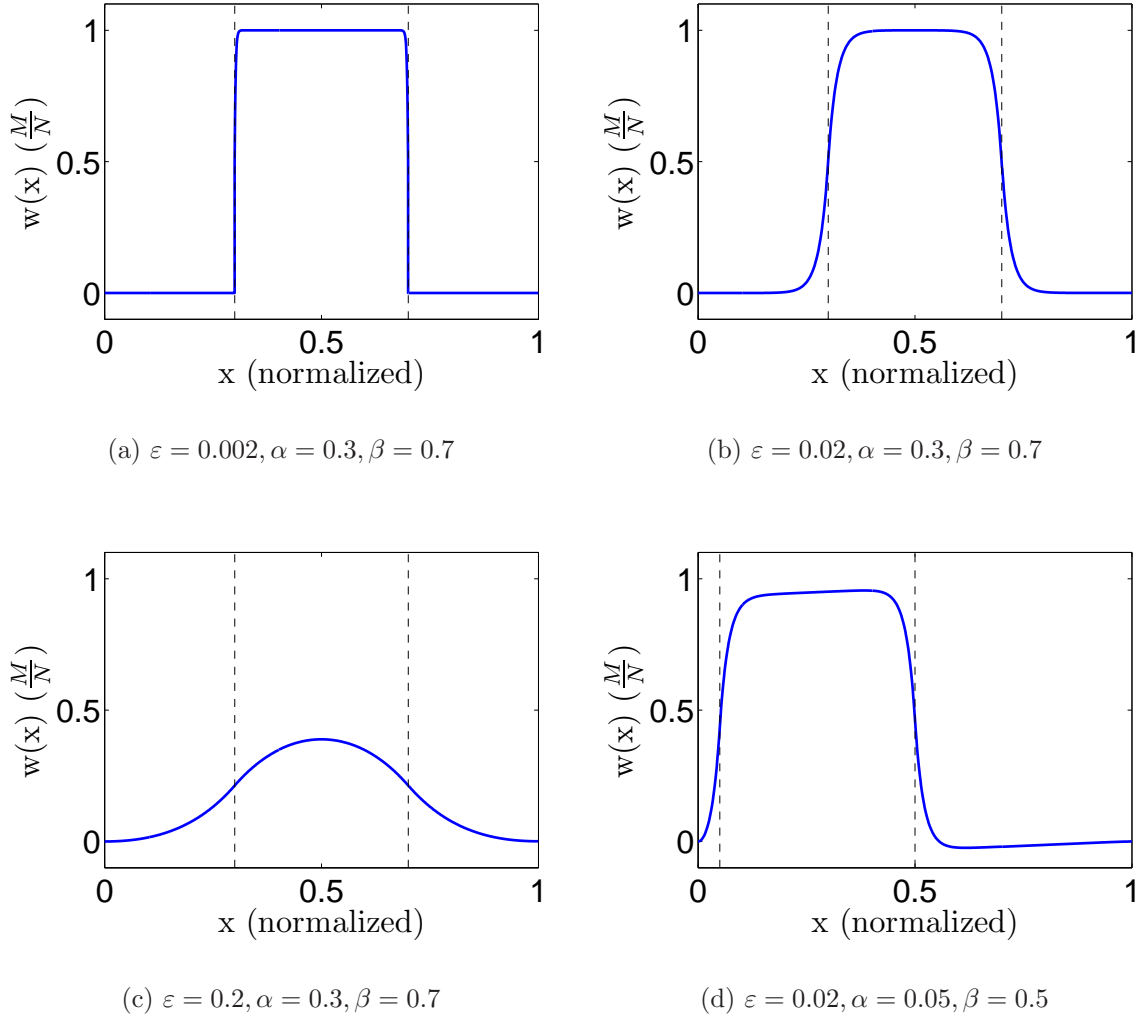 1
0.5
0
w(x) (M/N)
0 0.5 1
x (normalized)
(a) ε = 0.002, α = 0.3, β = 0.7
1
0.5
0
w(x) (M/N)
0 0.5 1
x (normalized)
(b) ε = 0.02, α = 0.3, β = 0.7
1
0.5
0
w(x) (M/N)
0 0.5 1
x (normalized)
(c) ε = 0.2, α = 0.3, β = 0.7
1
0.5
0
w(x) (M/N)
0 0.5 1
x (normalized)
(d) ε = 0.02, α = 0.05, β = 0.5